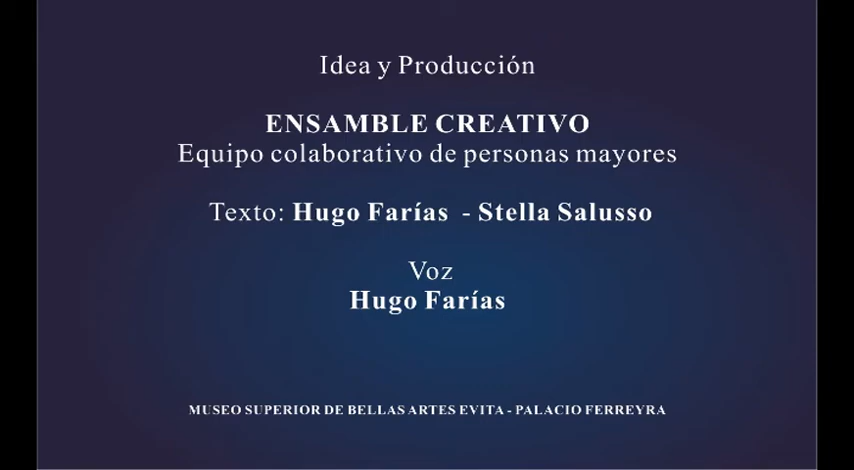 Idea y Producción
ENSAMBLE CREATIVO
Equipo colaborativo de personas mayores
Texto: Hugo Farías - Stella Salusso
Voz
Hugo Farías
MUSEO SUPERIOR DE BELLAS ARTES EVITA - PALACIO FERREYRA